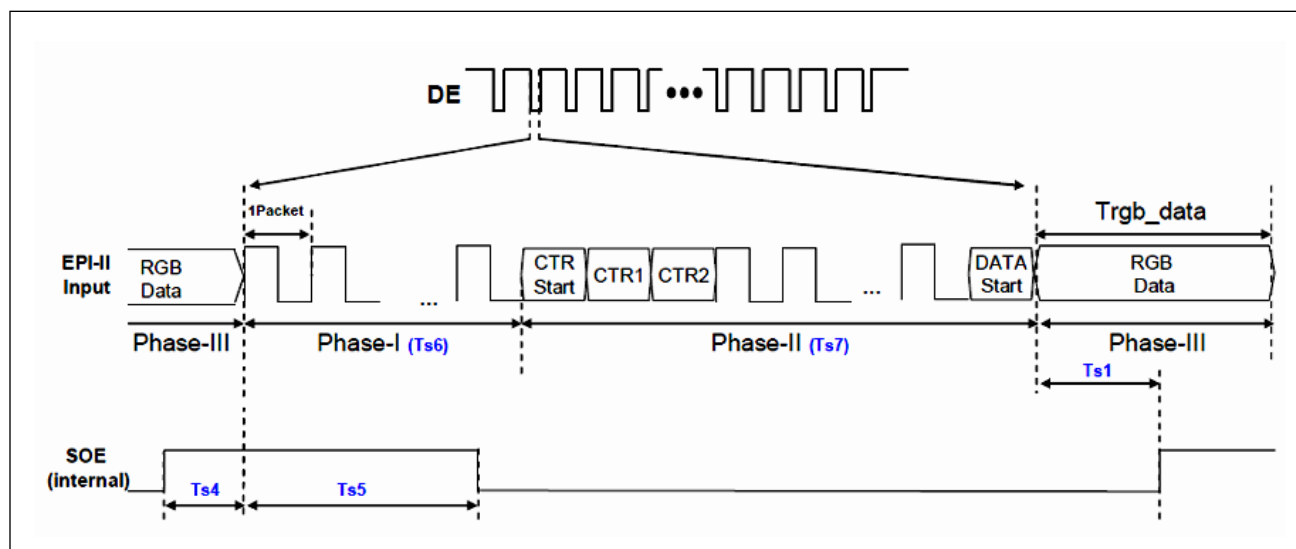 DE
1Packet
Trgb_data
EPI-II
Input
RGB
Data
...
CTR
Start
CTR1
CTR2
...
DATA
Start
RGB
Data
Phase-III
Phase-I (Ts6)
Phase-II (Ts7)
Phase-III
Ts1
SOE
(internal)
Ts4
Ts5